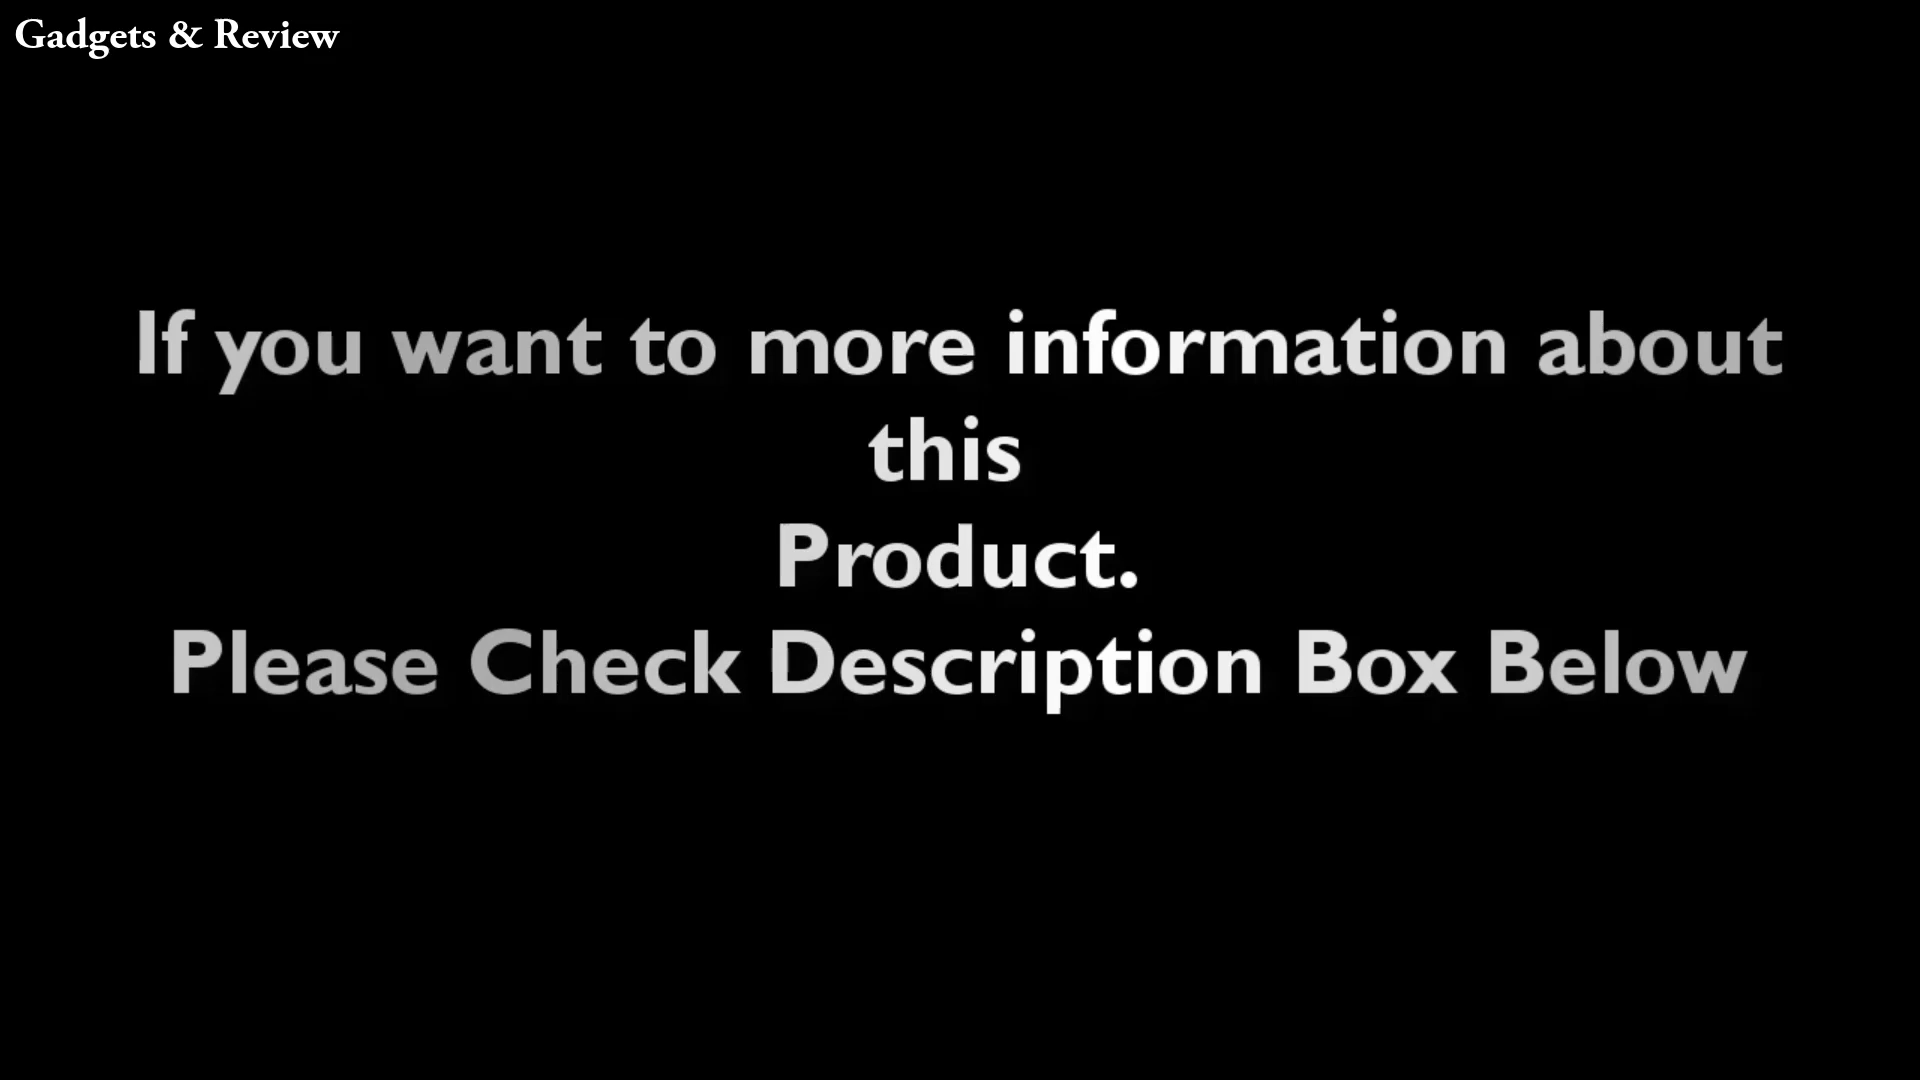 Gadgets & Review
If you want to more information about
this
Product.
Please Check Description Box Below